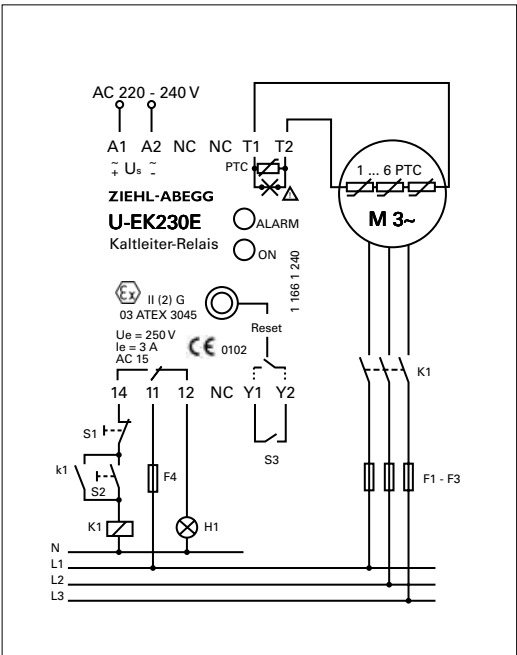 AC 220 - 240 V
A1 A2 NC NC T1 T2
~ + Us ~ -
PTC
1 ... 6 PTC
ZIEHL-ABEGG
U-EK230E
ALARM
M 3~
Kaltleiter-Relais
ON
1 166 1 240
Ex II (2) G
03 ATEX 3045
Reset
Ue = 250 V
Ie = 3 A
AC 15
CE 0102
K1
14 11 12 NC Y1 Y2
S1
S3
k1
S2
F4
F1 - F3
K1
H1
N
L1
L2
L3